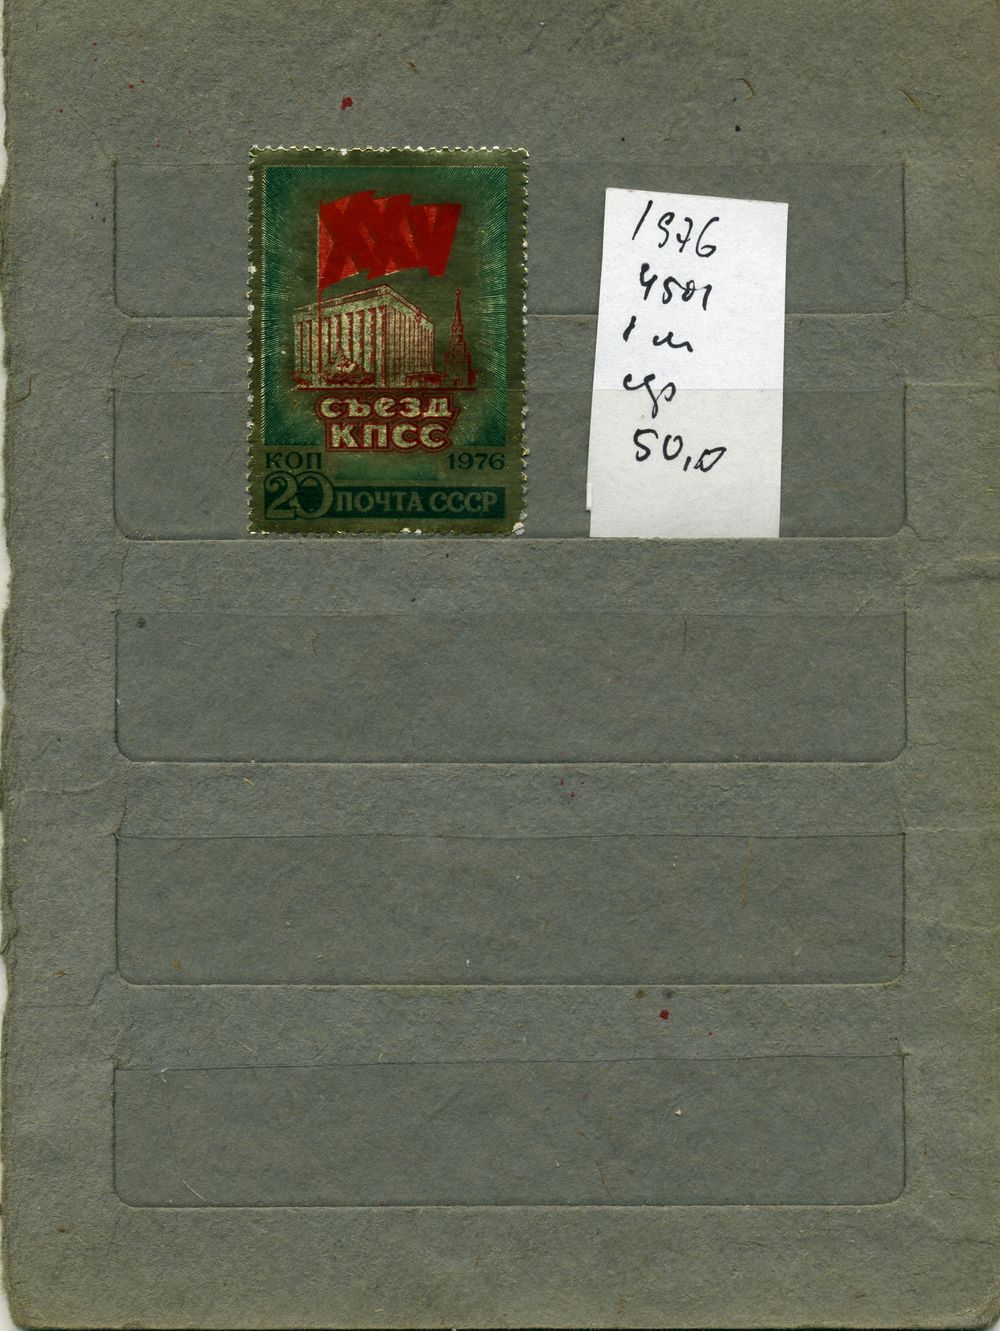 XXV
съезд
КПСС
КОП 1976
20 ПОЧТА СССР
1976
4501
1 м
50,0